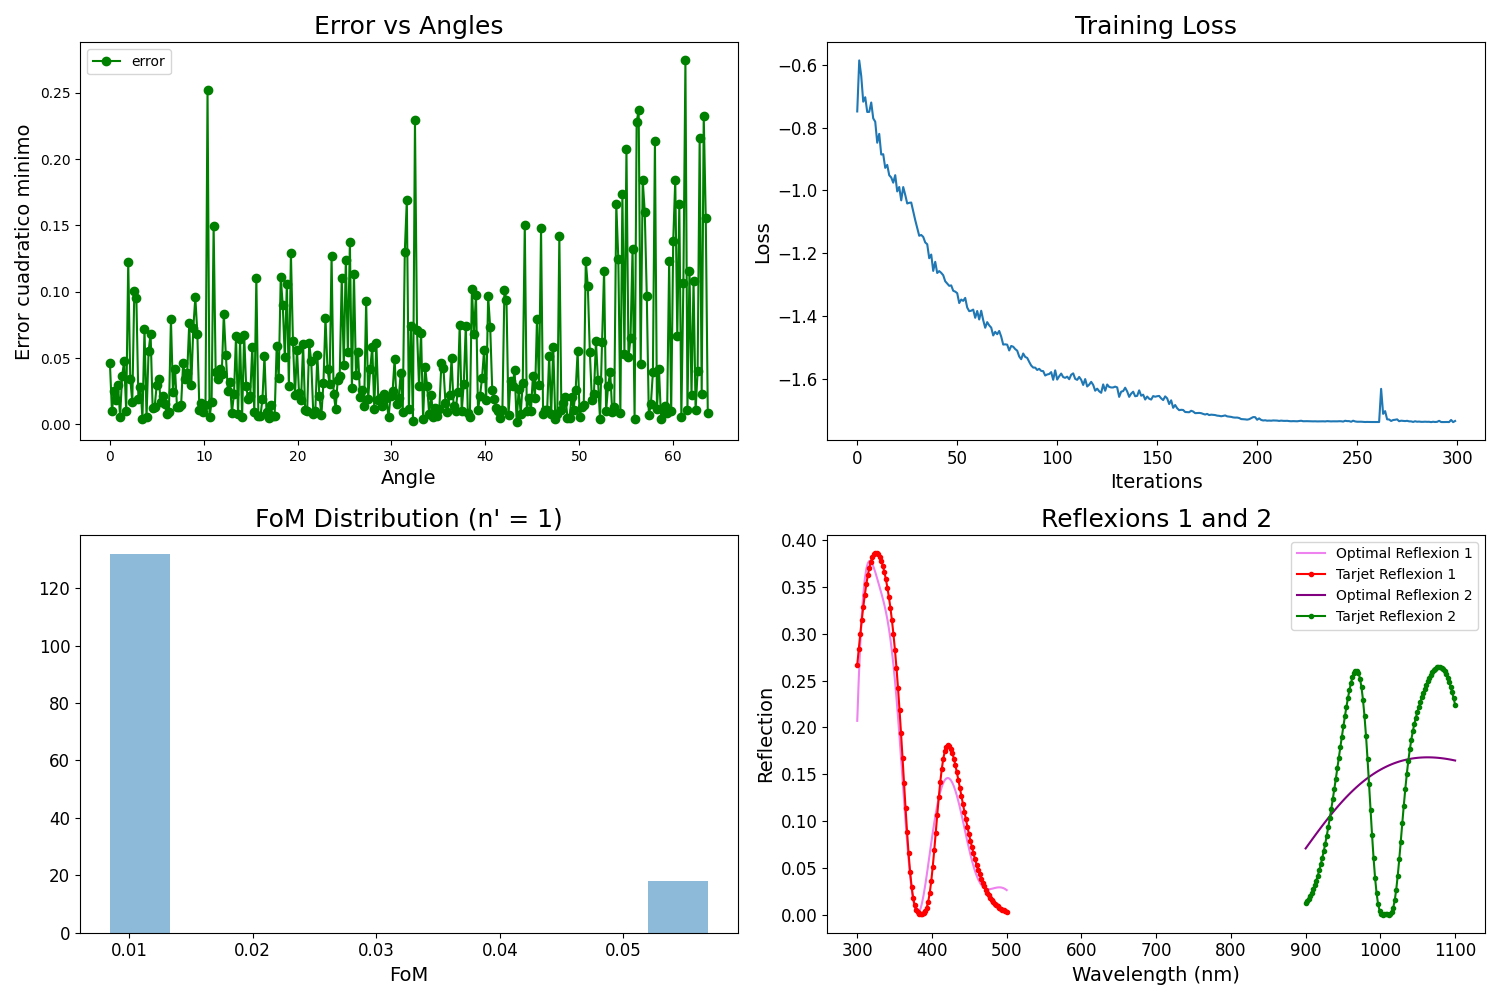 Error vs Angles
error
Error cuadratico minimo
0.25
0.20
0.15
0.10
0.05
0.00
0 10 20 30 40 50 60
Angle
Training Loss
Loss
−0.6
−0.8
−1.0
−1.2
−1.4
−1.6
0 50 100 150 200 250 300
Iterations
FoM Distribution (n' = 1)
120
100
80
60
40
20
0
0.01 0.02 0.03 0.04 0.05
FoM
Reflexions 1 and 2
Optimal Reflexion 1
Tarjet Reflexion 1
Optimal Reflexion 2
Tarjet Reflexion 2
Reflection
0.40
0.35
0.30
0.25
0.20
0.15
0.10
0.05
0.00
300 400 500 600 700 800 900 1000 1100
Wavelength (nm)